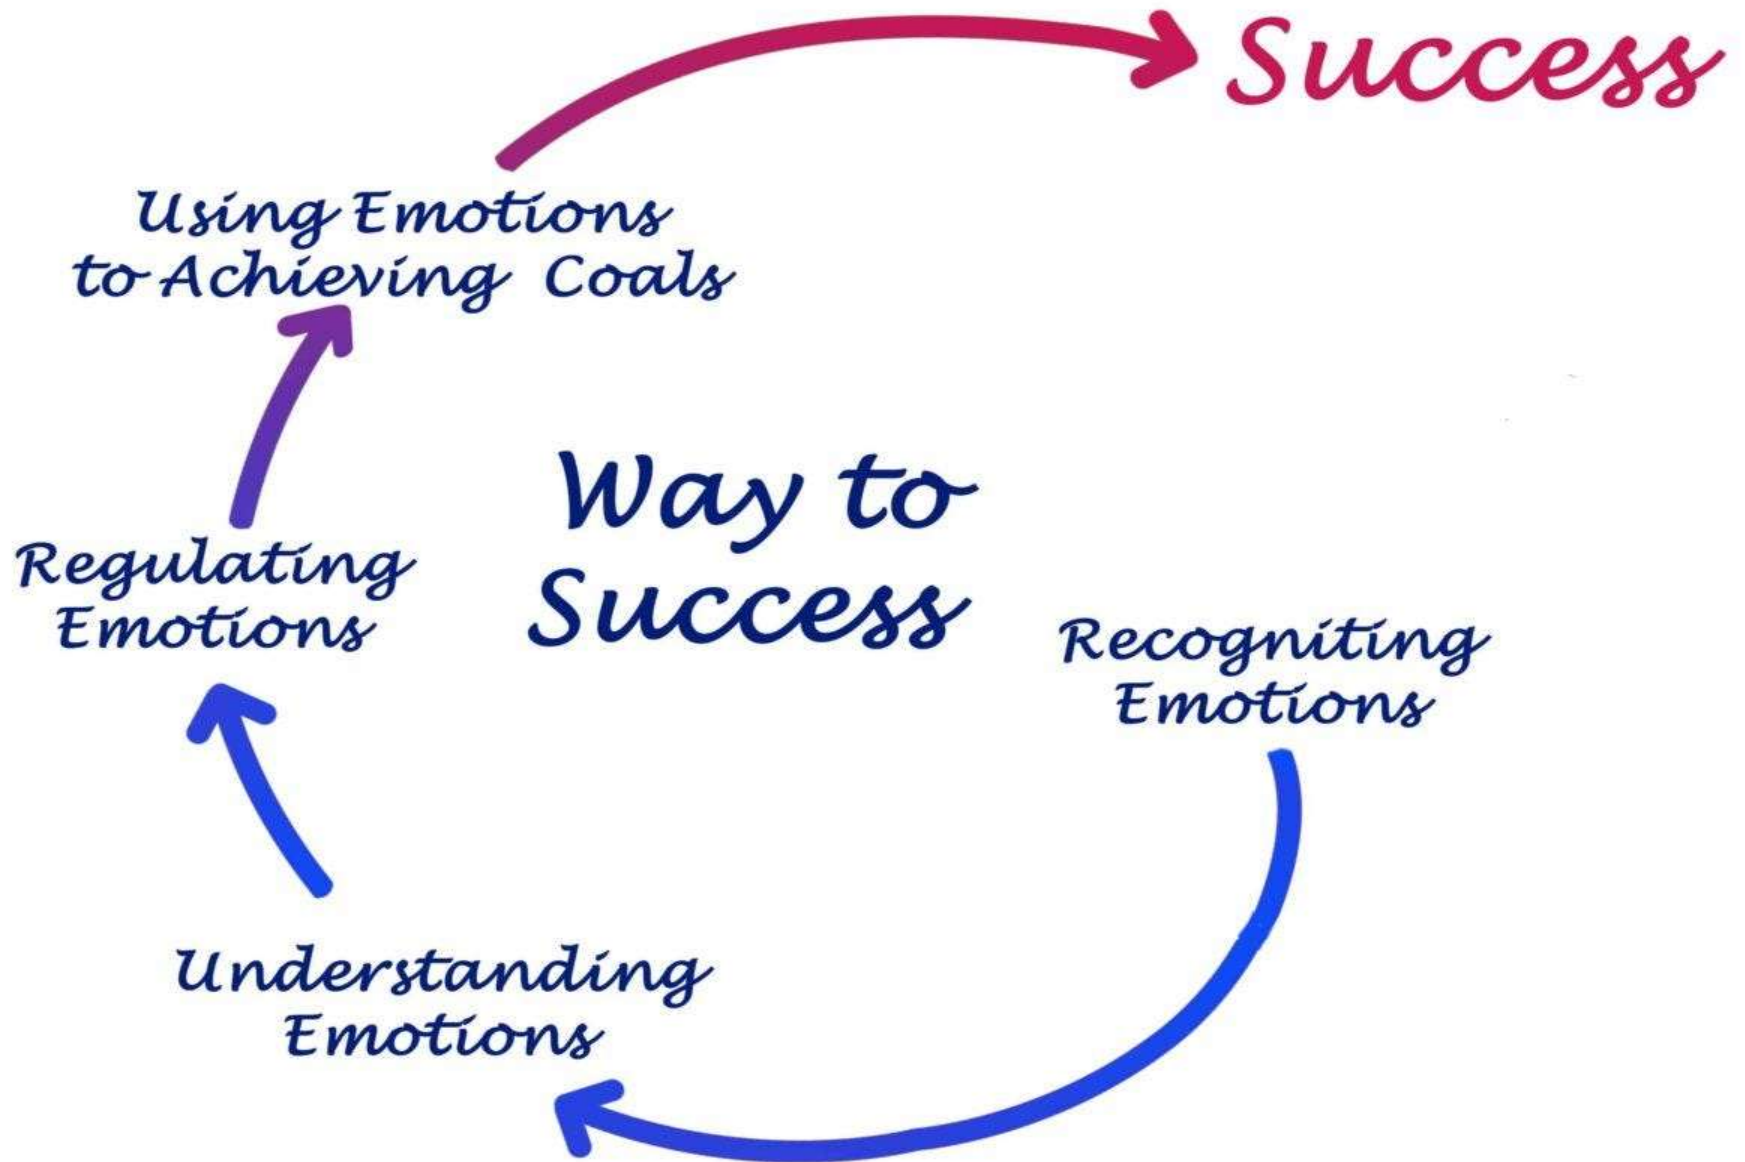 Success
Using Emotions
to Achieving Coals
Way to
Success
Regulating
Emotions
Recogniting
Emotions
Understanding
Emotions